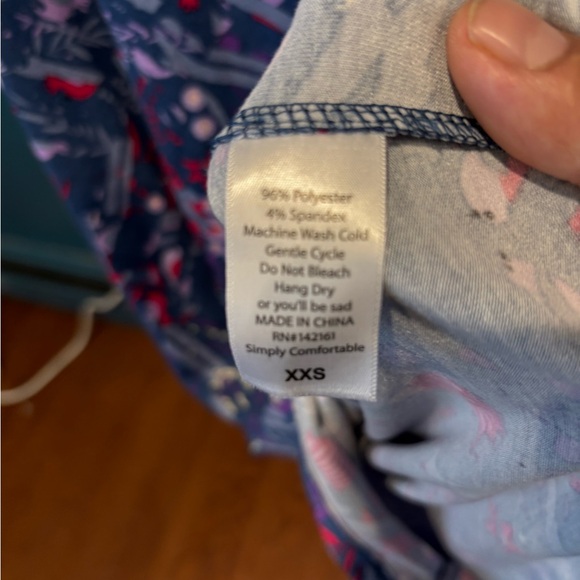 96% Polyester
4% Spandex
Machine Wash Cold
Gentle Cycle
Do Not Bleach
Hang Dry
or you'll be sad
MADE IN CHINA
RN#142161
Simply Comfortable
XXS